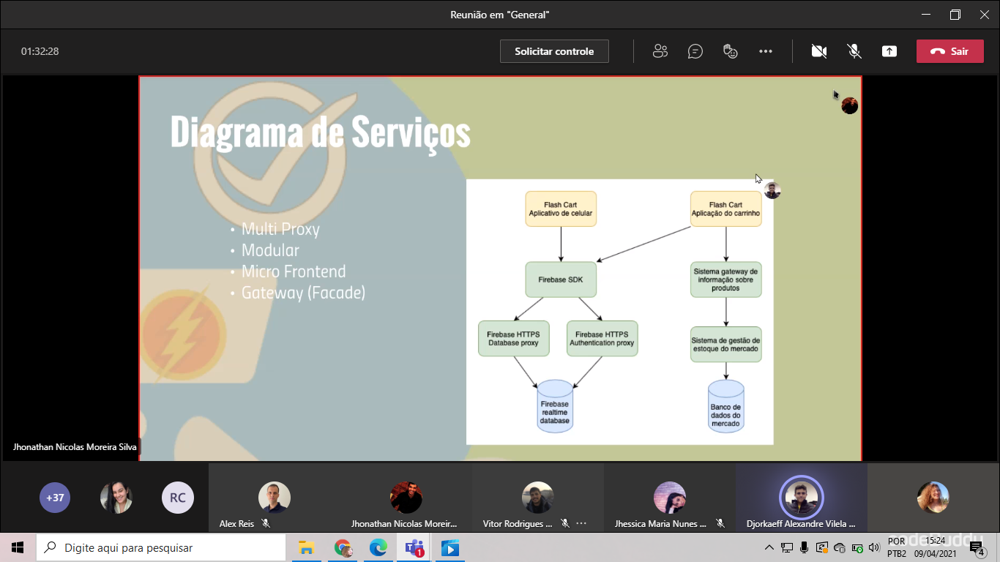 Reunião em "General"
01:32:28
Solicitar controle
Sair
Diagrama de Serviços
• Multi Proxy
• Modular
• Micro Frontend
• Gateway (Facade)
Flash Cart
Aplicativo de celular
Flash Cart
Aplicação do carrinho
Firebase SDK
Sistema gateway de
informação sobre
produtos
Firebase HTTPS
Database proxy
Firebase HTTPS
Authentication proxy
Sistema de gestão de
estoque do mercado
Firebase
realtime
database
Banco de
dados do
mercado
Jhonathan Nicolas Moreira Silva
+37
RC
Alex Reis
Jhonathan Nicolas Moreir...
Vitor Rodrigues ...
Jhessica Maria Nunes ...
Djorkaeff Alexandre Vilela ...
Digite aqui para pesquisar
1
POR
PTB2
15:24
09/04/2021
4